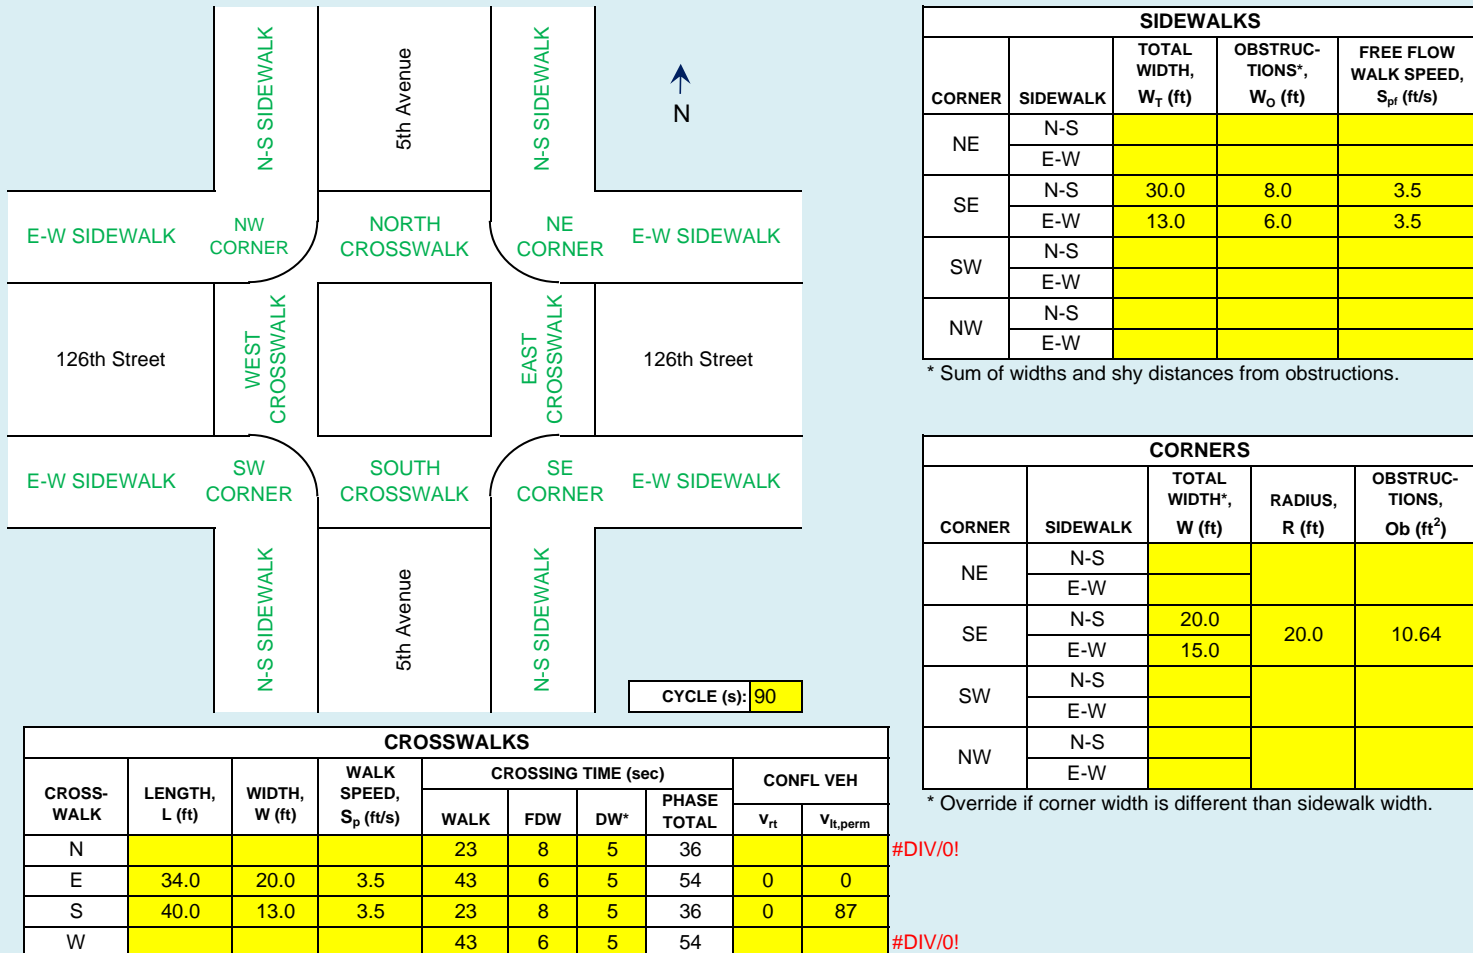 N-S SIDEWALK
5th Avenue
N-S SIDEWALK
N
E-W SIDEWALK
NW
CORNER
NORTH
CROSSWALK
NE
CORNER
E-W SIDEWALK
126th Street
WEST
CROSSWALK
EAST
CROSSWALK
126th Street
E-W SIDEWALK
SW
CORNER
SOUTH
CROSSWALK
SE
CORNER
E-W SIDEWALK
N-S SIDEWALK
5th Avenue
N-S SIDEWALK
CYCLE (s): 90
SIDEWALKS
CORNER SIDEWALK TOTAL WIDTH, W_T (ft) OBSTRUC-TIONS*, W_O (ft) FREE FLOW WALK SPEED, S_pf (ft/s)
NE N-S
E-W
SE N-S 30.0 8.0 3.5
E-W 13.0 6.0 3.5
SW N-S
E-W
NW N-S
E-W
* Sum of widths and shy distances from obstructions.
CORNERS
CORNER SIDEWALK TOTAL WIDTH*, W (ft) RADIUS, R (ft) OBSTRUC-TIONS, Ob (ft²)
NE N-S
E-W
SE N-S 20.0 20.0 10.64
E-W 15.0
SW N-S
E-W
NW N-S
E-W
* Override if corner width is different than sidewalk width.
CROSSWALKS
CROSS-WALK LENGTH, L (ft) WIDTH, W (ft) WALK SPEED, S_p (ft/s) CROSSING TIME (sec) CONFL VEH
WALK FDW DW* PHASE TOTAL v_rt v_lt,perm
N 23 8 5 36 #DIV/0!
E 34.0 20.0 3.5 43 6 5 54 0 0
S 40.0 13.0 3.5 23 8 5 36 0 87
W 43 6 5 54 #DIV/0!